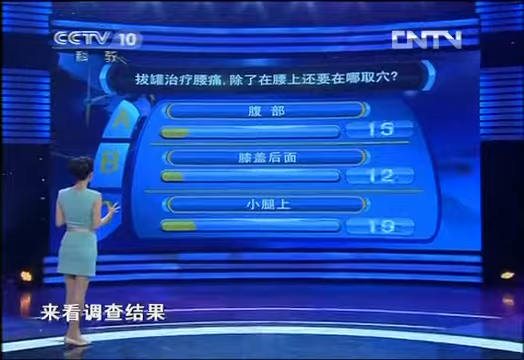 CCTV 10
科教
CNTV
拔罐治疗腰痛，除了在腰上还要在哪取穴？
A
腹部
15
B
膝盖后面
12
小腿上
19
来看调查结果